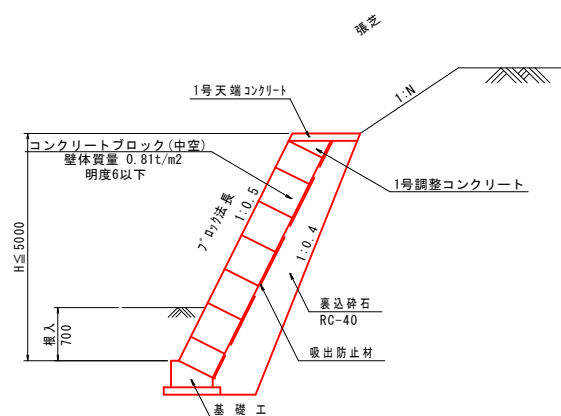 張芝
1:N
1号天端コンクリート
コンクリートブロック(中空)
壁体質量 0.81t/m2
明度6以下
1号調整コンクリート
ブロック法長
1:0.5
1:0.4
H≦5000
根入
700
裏込砕石
RC-40
吸出防止材
基礎工